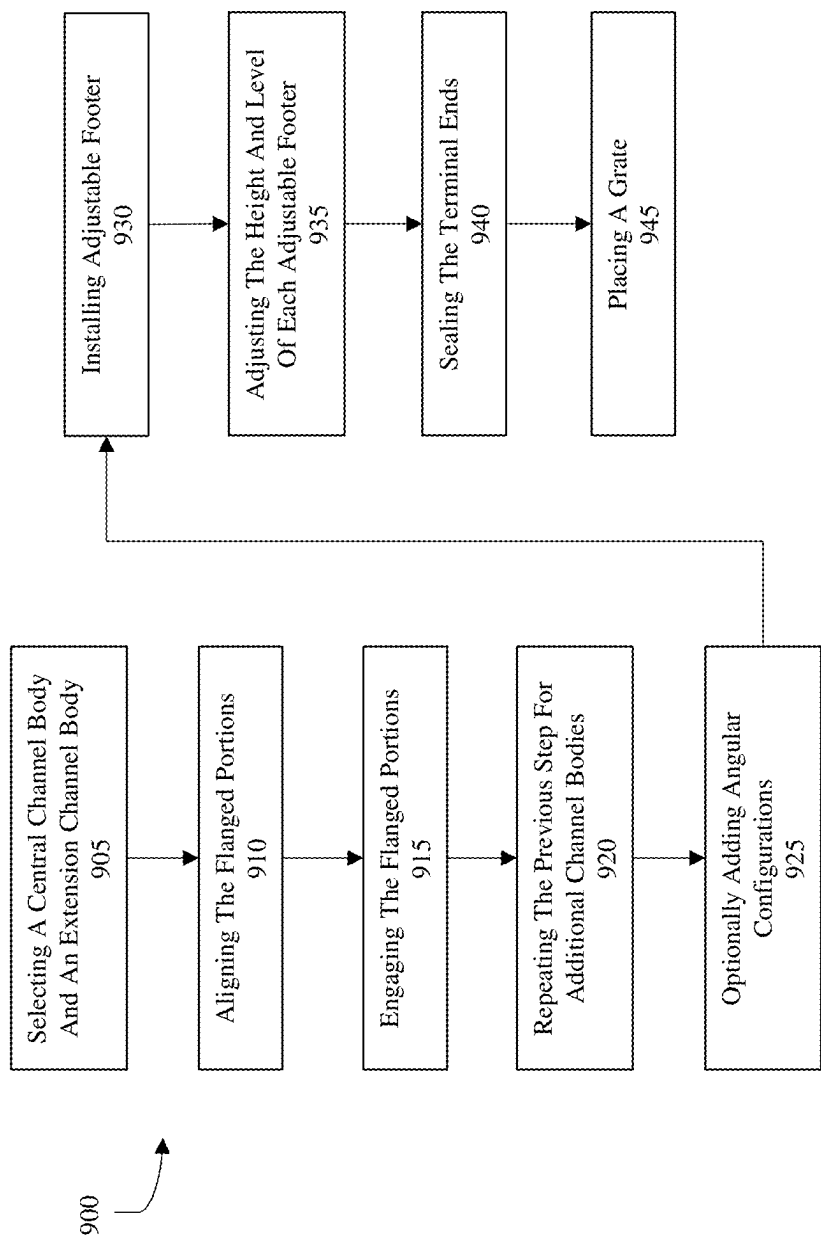 900
Selecting A Central Channel Body
And An Extension Channel Body
905
Aligning The Flanged Portions
910
Engaging The Flanged Portions
915
Repeating The Previous Step For
Additional Channel Bodies
920
Optionally Adding Angular
Configurations
925
Installing Adjustable Footer
930
Adjusting The Height And Level
Of Each Adjustable Footer
935
Sealing The Terminal Ends
940
Placing A Grate
945